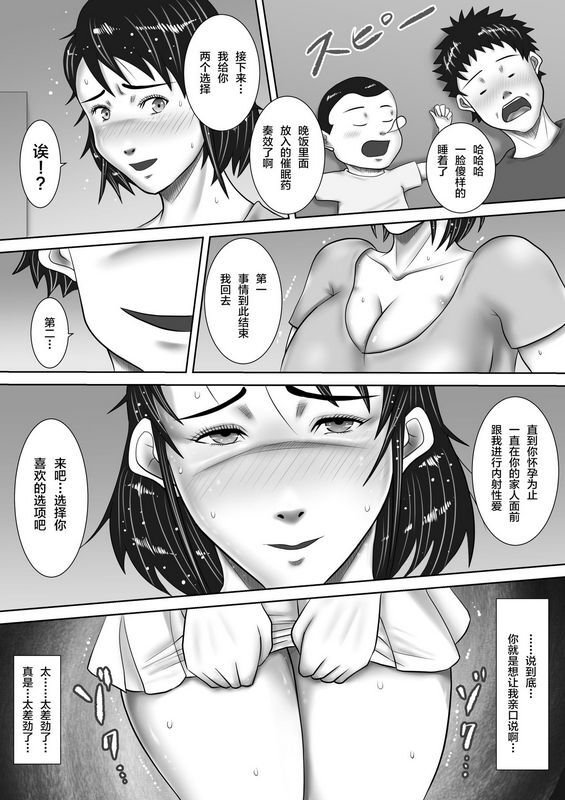 哈哈哈
一脸傻样的
睡着了
スピー
晚饭里面
放入的催眠药
奏效了啊
接下来…
我给你
两个选择
诶！？
第一
事情到此结束
我回去
第二…
直到你怀孕为止
一直在你的家人面前
跟我进行内射性爱
来吧…选择你
喜欢的选项吧
……说到底…
你就是想让我亲口说啊…
太……太差劲了…
真是…太差劲了…